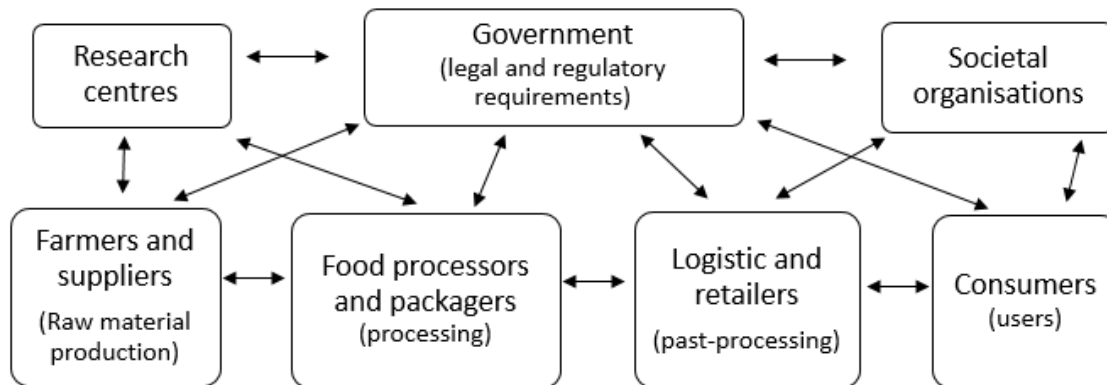 Research
centres
Government
(legal and regulatory
requirements)
Societal
organisations
Farmers and
suppliers
(Raw material
production)
Food processors
and packagers
(processing)
Logistic and
retailers
(past-processing)
Consumers
(users)